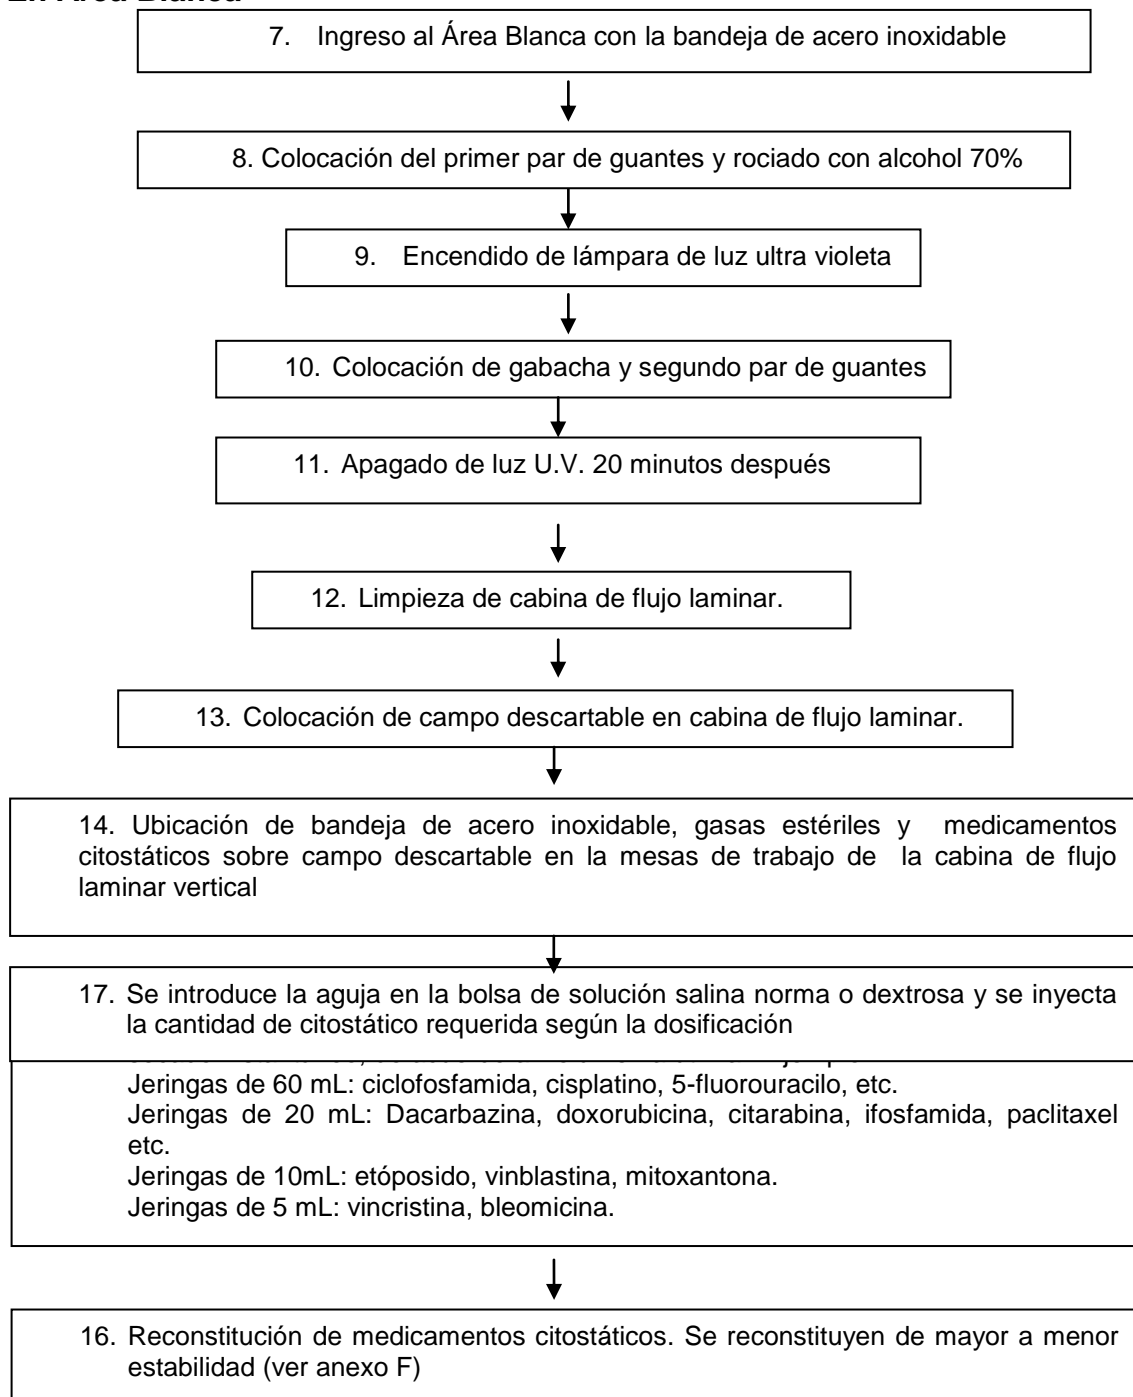 En Área Blanca
7. Ingreso al Área Blanca con la bandeja de acero inoxidable
8. Colocación del primer par de guantes y rociado con alcohol 70%
9. Encendido de lámpara de luz ultra violeta
10. Colocación de gabacha y segundo par de guantes
11. Apagado de luz U.V. 20 minutos después
12. Limpieza de cabina de flujo laminar.
13. Colocación de campo descartable en cabina de flujo laminar.
14. Ubicación de bandeja de acero inoxidable, gasas estériles y medicamentos
citostáticos sobre campo descartable en la mesas de trabajo de la cabina de flujo
laminar vertical
17. Se introduce la aguja en la bolsa de solución salina norma o dextrosa y se inyecta
la cantidad de citostático requerida según la dosificación
Jeringas de 60 mL: ciclofosfamida, cisplatino, 5-fluorouracilo, etc.
Jeringas de 20 mL: Dacarbazina, doxorubicina, citarabina, ifosfamida, paclitaxel
etc.
Jeringas de 10mL: etóposido, vinblastina, mitoxantona.
Jeringas de 5 mL: vincristina, bleomicina.
16. Reconstitución de medicamentos citostáticos. Se reconstituyen de mayor a menor
estabilidad (ver anexo F)